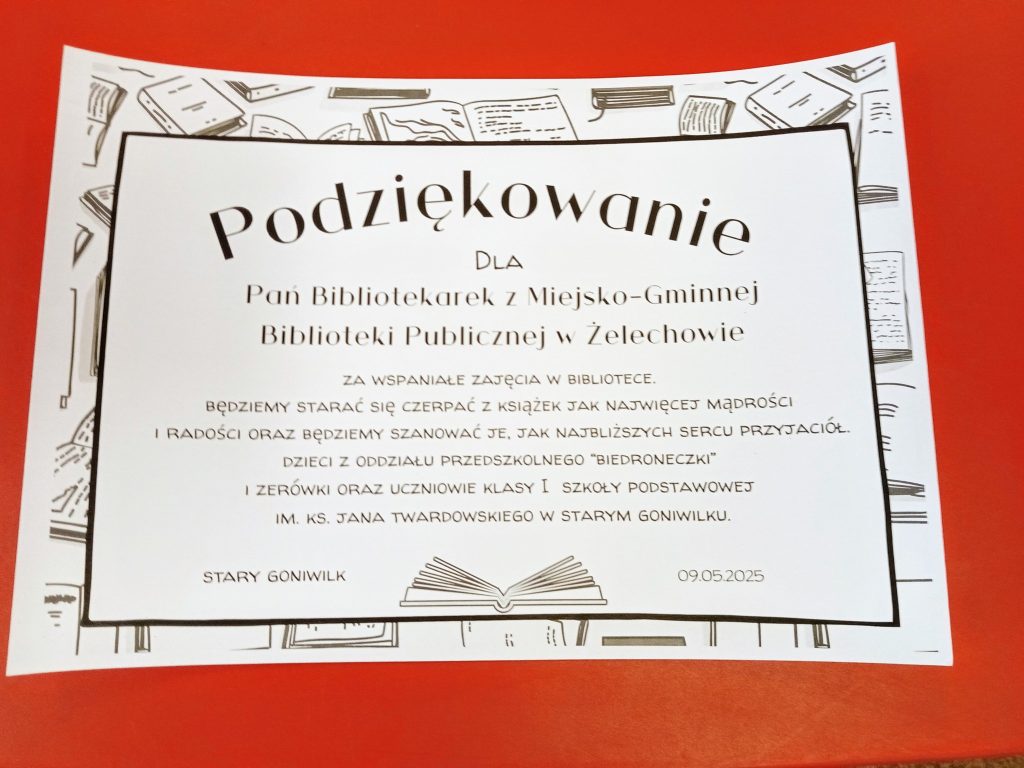 Podziękowanie
Dla
Pań Bibliotekarek z Miejsko-Gminnej
Biblioteki Publicznej w Żelechowie
ZA WSPANIAŁE ZAJĘCIA W BIBLIOTECE.
BĘDZIEMY STARAĆ SIĘ CZERPAĆ Z KSIĄŻEK JAK NAJWIĘCEJ MĄDROŚCI
I RADOŚCI ORAZ BĘDZIEMY SZANOWAĆ JE, JAK NAJBLIŻSZYCH SERCU PRZYJACIÓŁ.
DZIECI Z ODDZIAŁU PRZEDSZKOLNEGO "BIEDRONECZKI"
I ZERÓWKI ORAZ UCZNIOWIE KLASY I SZKOŁY PODSTAWOWEJ
IM. KS. JANA TWARDOWSKIEGO W STARYM GONIWILKU.
STARY GONIWILK
09.05.2025